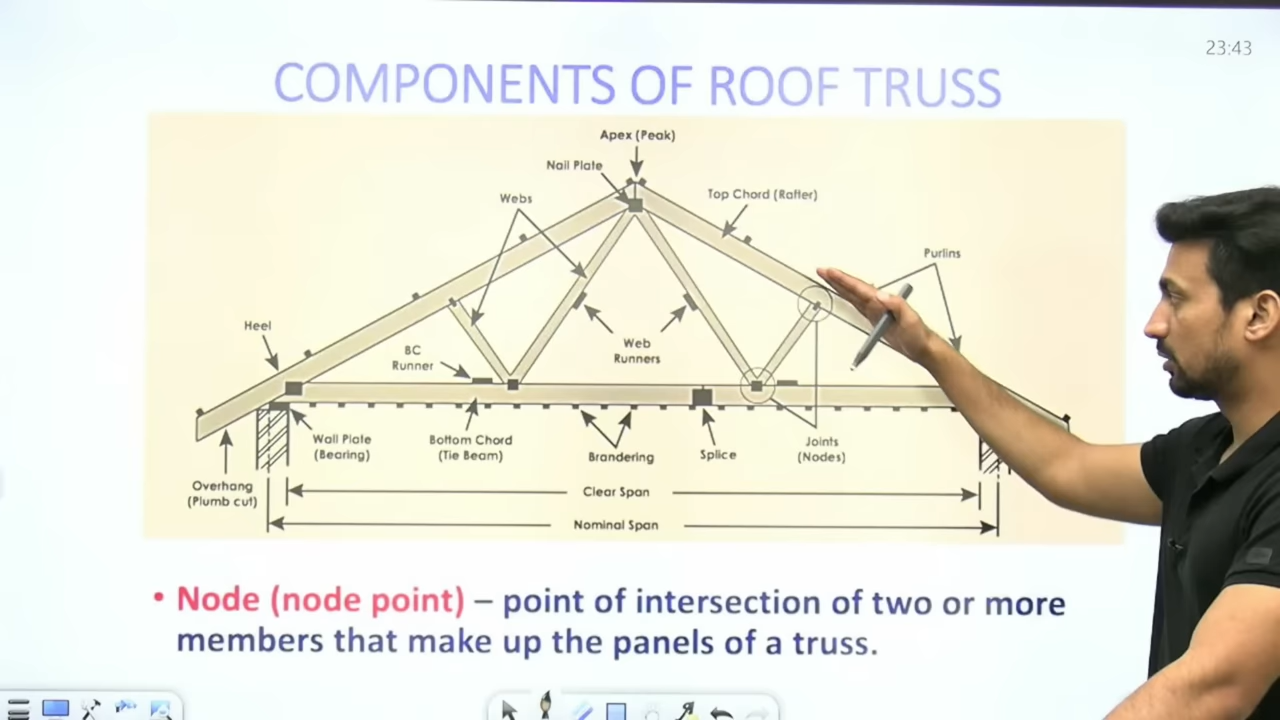 23:43
COMPONENTS OF ROOF TRUSS
Apex (Peak)
Nail Plate
Webs
Top Chord (Rafter)
Purlins
Heel
BC
Runner
Web
Runners
Wall Plate
(Bearing)
Bottom Chord
(Tie Beam)
Brandering
Splice
Joints
(Nodes)
Overhang
(Plumb cut)
Clear Span
Nominal Span
• Node (node point) – point of intersection of two or more
members that make up the panels of a truss.